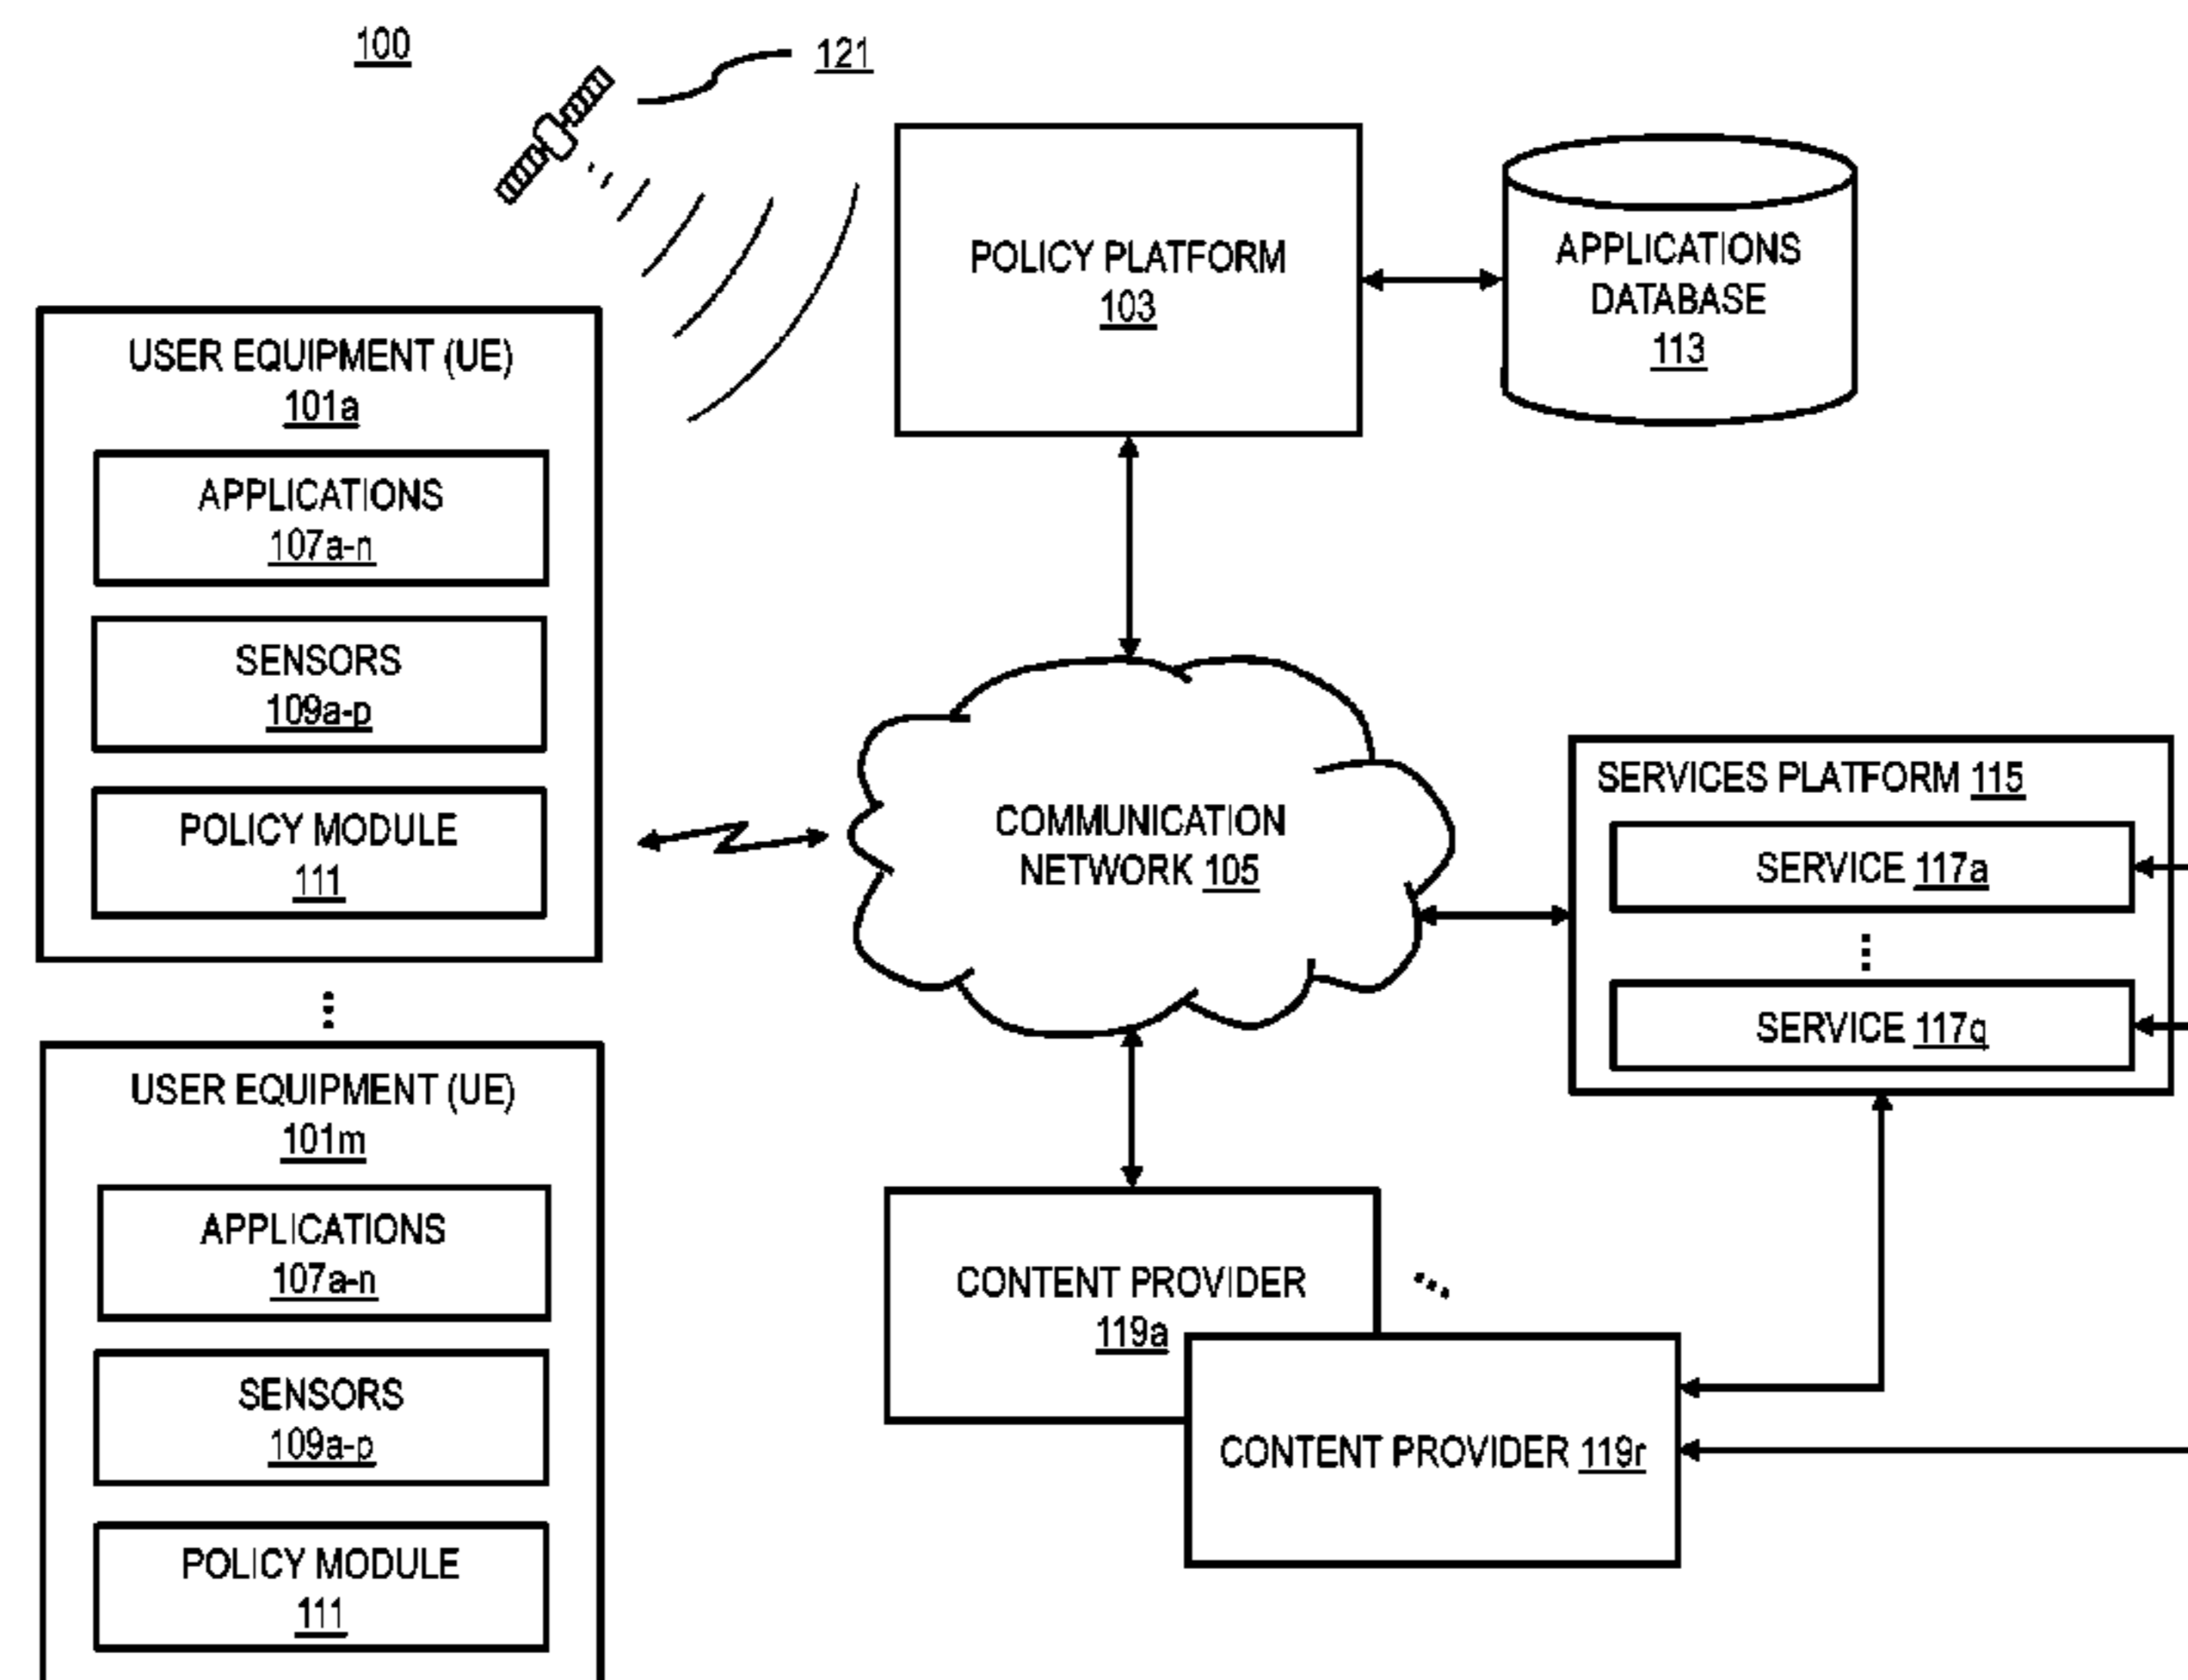 100
121
POLICY PLATFORM
103
APPLICATIONS
DATABASE
113
USER EQUIPMENT (UE)
101a
APPLICATIONS
107a-n
SENSORS
109a-p
POLICY MODULE
111
COMMUNICATION
NETWORK 105
SERVICES PLATFORM 115
SERVICE 117a
SERVICE 117q
USER EQUIPMENT (UE)
101m
APPLICATIONS
107a-n
SENSORS
109a-p
POLICY MODULE
111
CONTENT PROVIDER
119a
CONTENT PROVIDER 119r